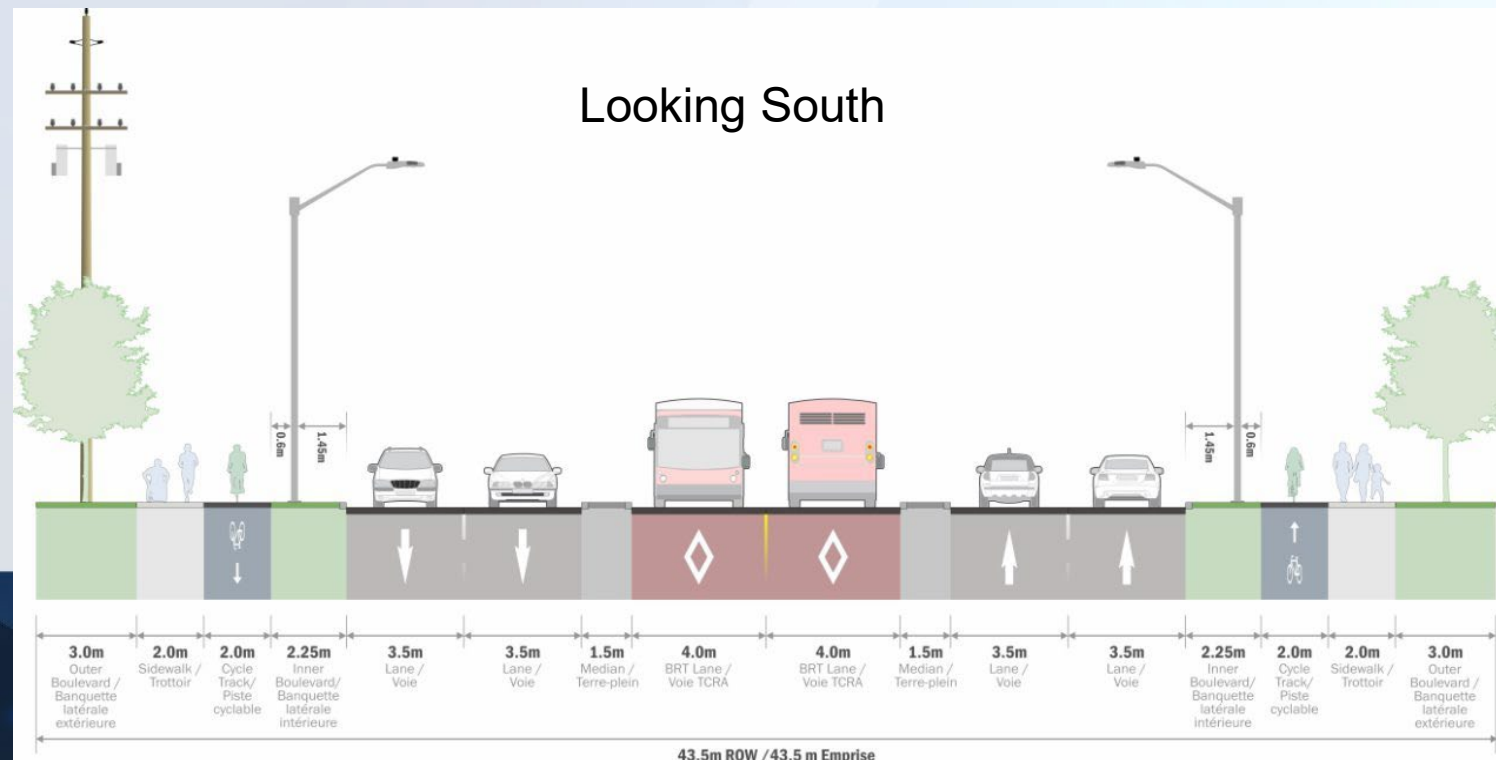 Looking South
0.6m
1.45m
1.45m
0.6m
3.0m
Outer
Boulevard /
Banquette
latérale
extérieure
2.0m
Sidewalk /
Trottoir
2.0m
Cycle
Track/
Piste
cyclable
2.25m
Inner
Boulevard/
Banquette
latérale
intérieure
3.5m
Lane /
Voie
3.5m
Lane /
Voie
1.5m
Median /
Terre-plein
4.0m
BRT Lane /
Voie TCRA
4.0m
BRT Lane /
Voie TCRA
1.5m
Median /
Terre-plein
3.5m
Lane /
Voie
3.5m
Lane /
Voie
2.25m
Inner
Boulevard/
Banquette
latérale
intérieure
2.0m
Cycle
Track/
Piste
cyclable
2.0m
Sidewalk /
Trottoir
3.0m
Outer
Boulevard /
Banquette
latérale
extérieure
43.5m ROW / 43.5 m Emprise